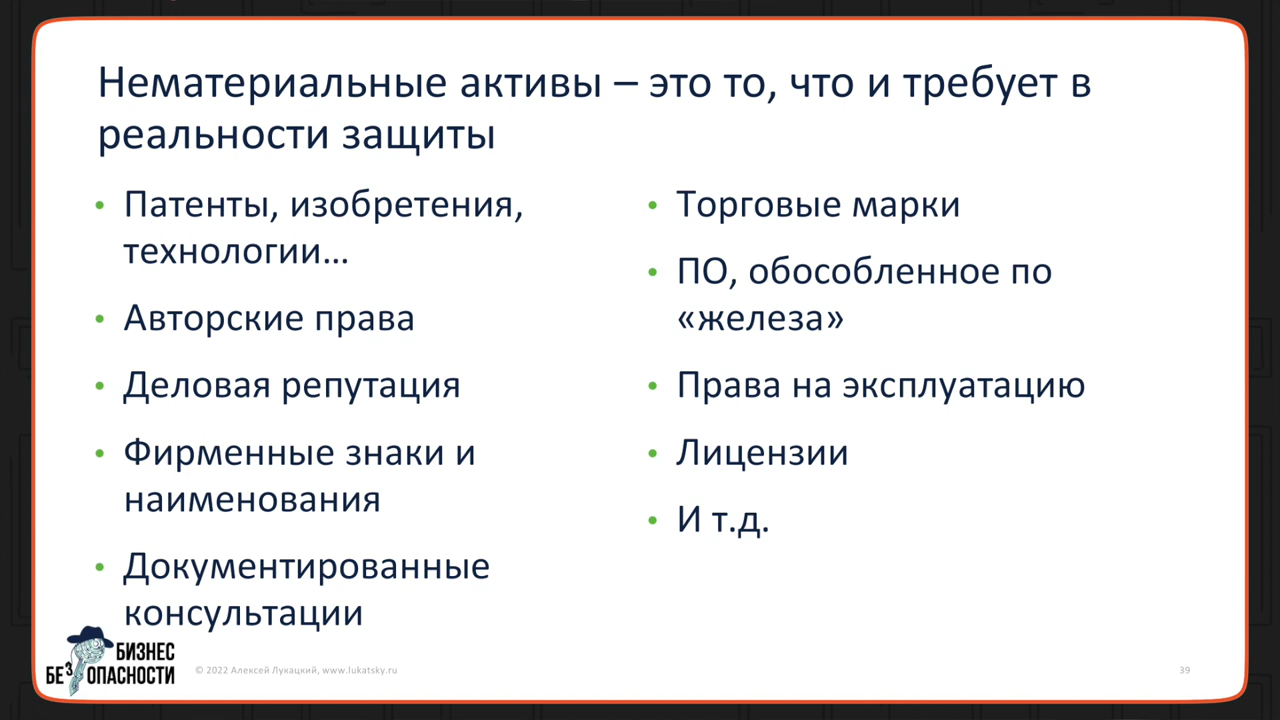 Нематериальные активы – это то, что и требует в
реальности защиты
• Патенты, изобретения,
технологии…
• Авторские права
• Деловая репутация
• Фирменные знаки и
наименования
• Документированные
консультации
• Торговые марки
• ПО, обособленное по
«железа»
• Права на эксплуатацию
• Лицензии
• И т.д.
БИЗНЕС
БЕЗОПАСНОСТИ
© 2022 Алексей Лукацкий, www.lukatsky.ru
39